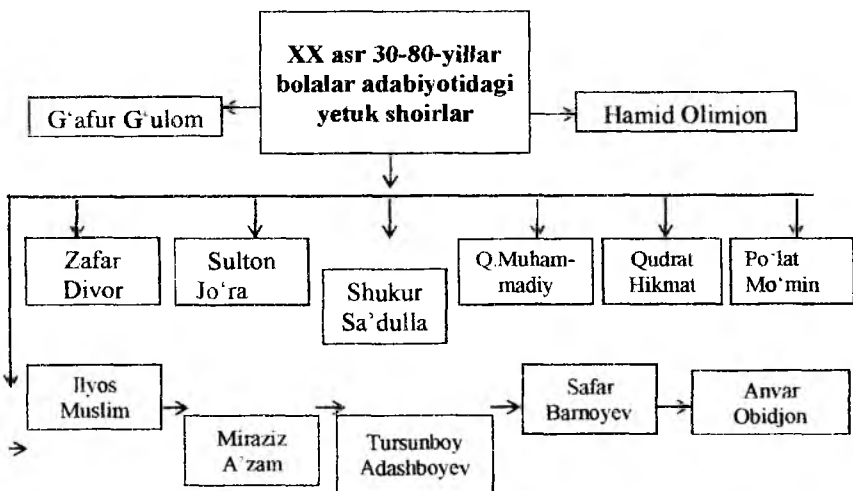 XX asr 30-80-yillar
bolalar adabiyotidagi
yetuk shoirlar
G‘afur G‘ulom
Hamid Olimjon
Zafar
Divor
Sulton
Jo‘ra
Shukur
Sa’dulla
Q.Muham-
madiy
Qudrat
Hikmat
Po‘lat
Mo‘min
Ilyos
Muslim
Miraziz
A’zam
Tursunboy
Adashboyev
Safar
Barnoyev
Anvar
Obidjon